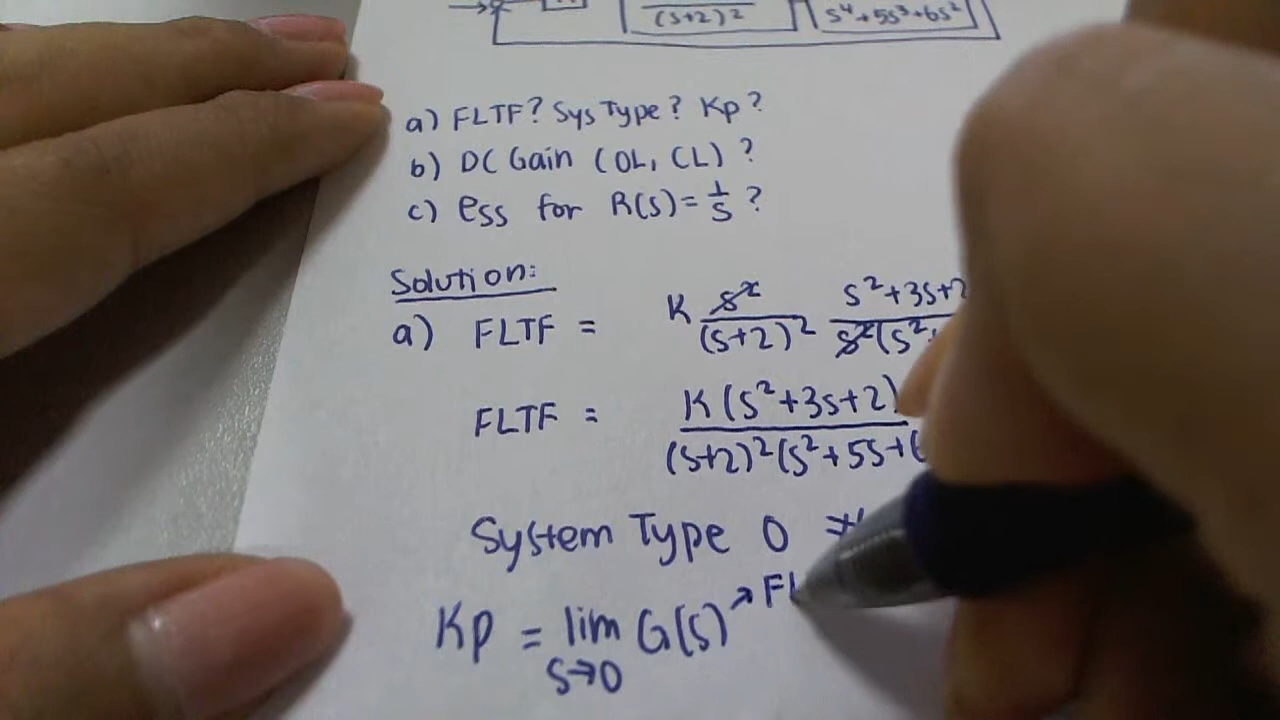 (s+2)² s⁴+5s³+6s²
a) FLTF? Sys Type? Kp?
b) DC Gain (OL, CL)?
c) ess for R(s)=1/s?
Solution:
a) FLTF = K s²/(s+2)² s²+3s+2/s²(s²
FLTF = K(s²+3s+2)/(s+2)²(s²+5s+
System Type 0
Kp = lim s→0 G(s) → FL